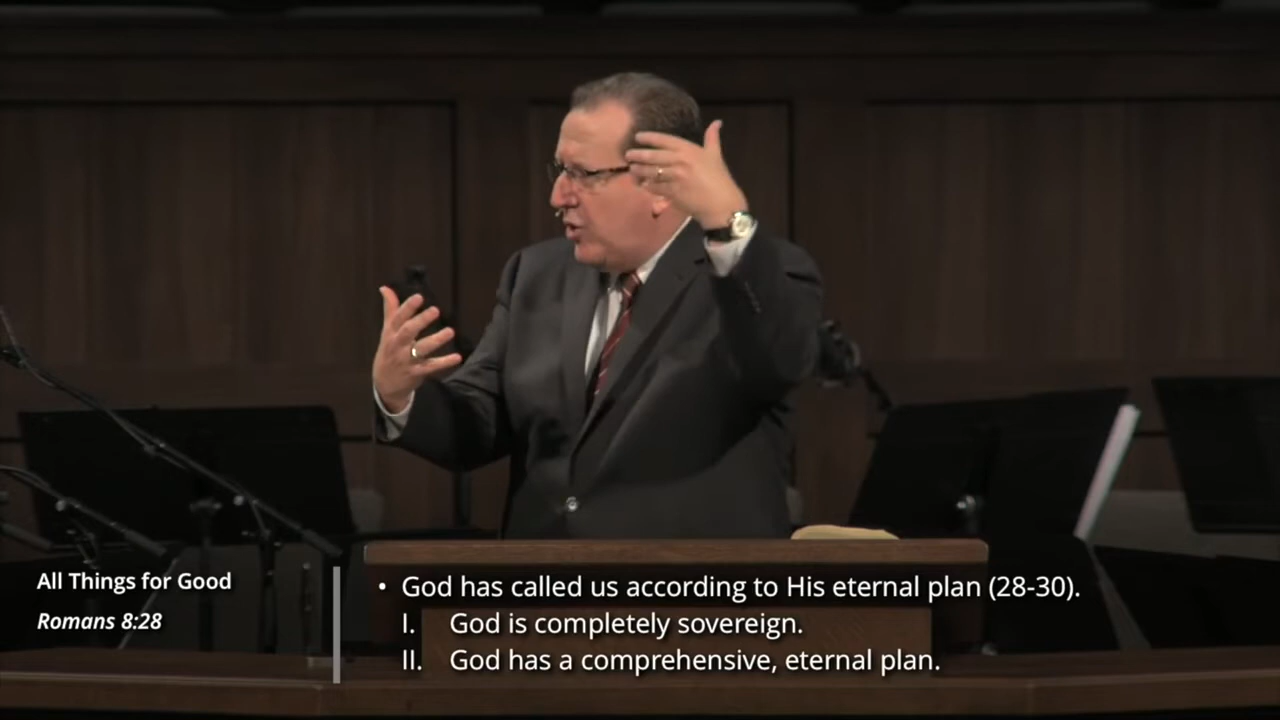 All Things for Good
Romans 8:28
• God has called us according to His eternal plan (28-30).
I. God is completely sovereign.
II. God has a comprehensive, eternal plan.